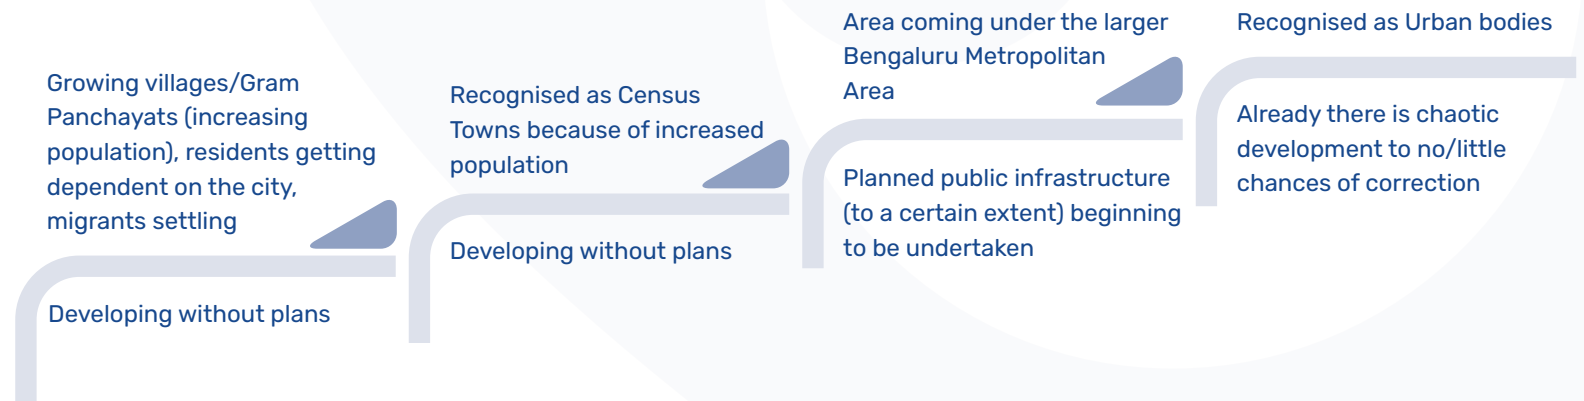 Growing villages/Gram
Panchayats (increasing
population), residents getting
dependent on the city,
migrants settling
Developing without plans
Recognised as Census
Towns because of increased
population
Developing without plans
Area coming under the larger
Bengaluru Metropolitan
Area
Planned public infrastructure
(to a certain extent) beginning
to be undertaken
Recognised as Urban bodies
Already there is chaotic
development to no/little
chances of correction